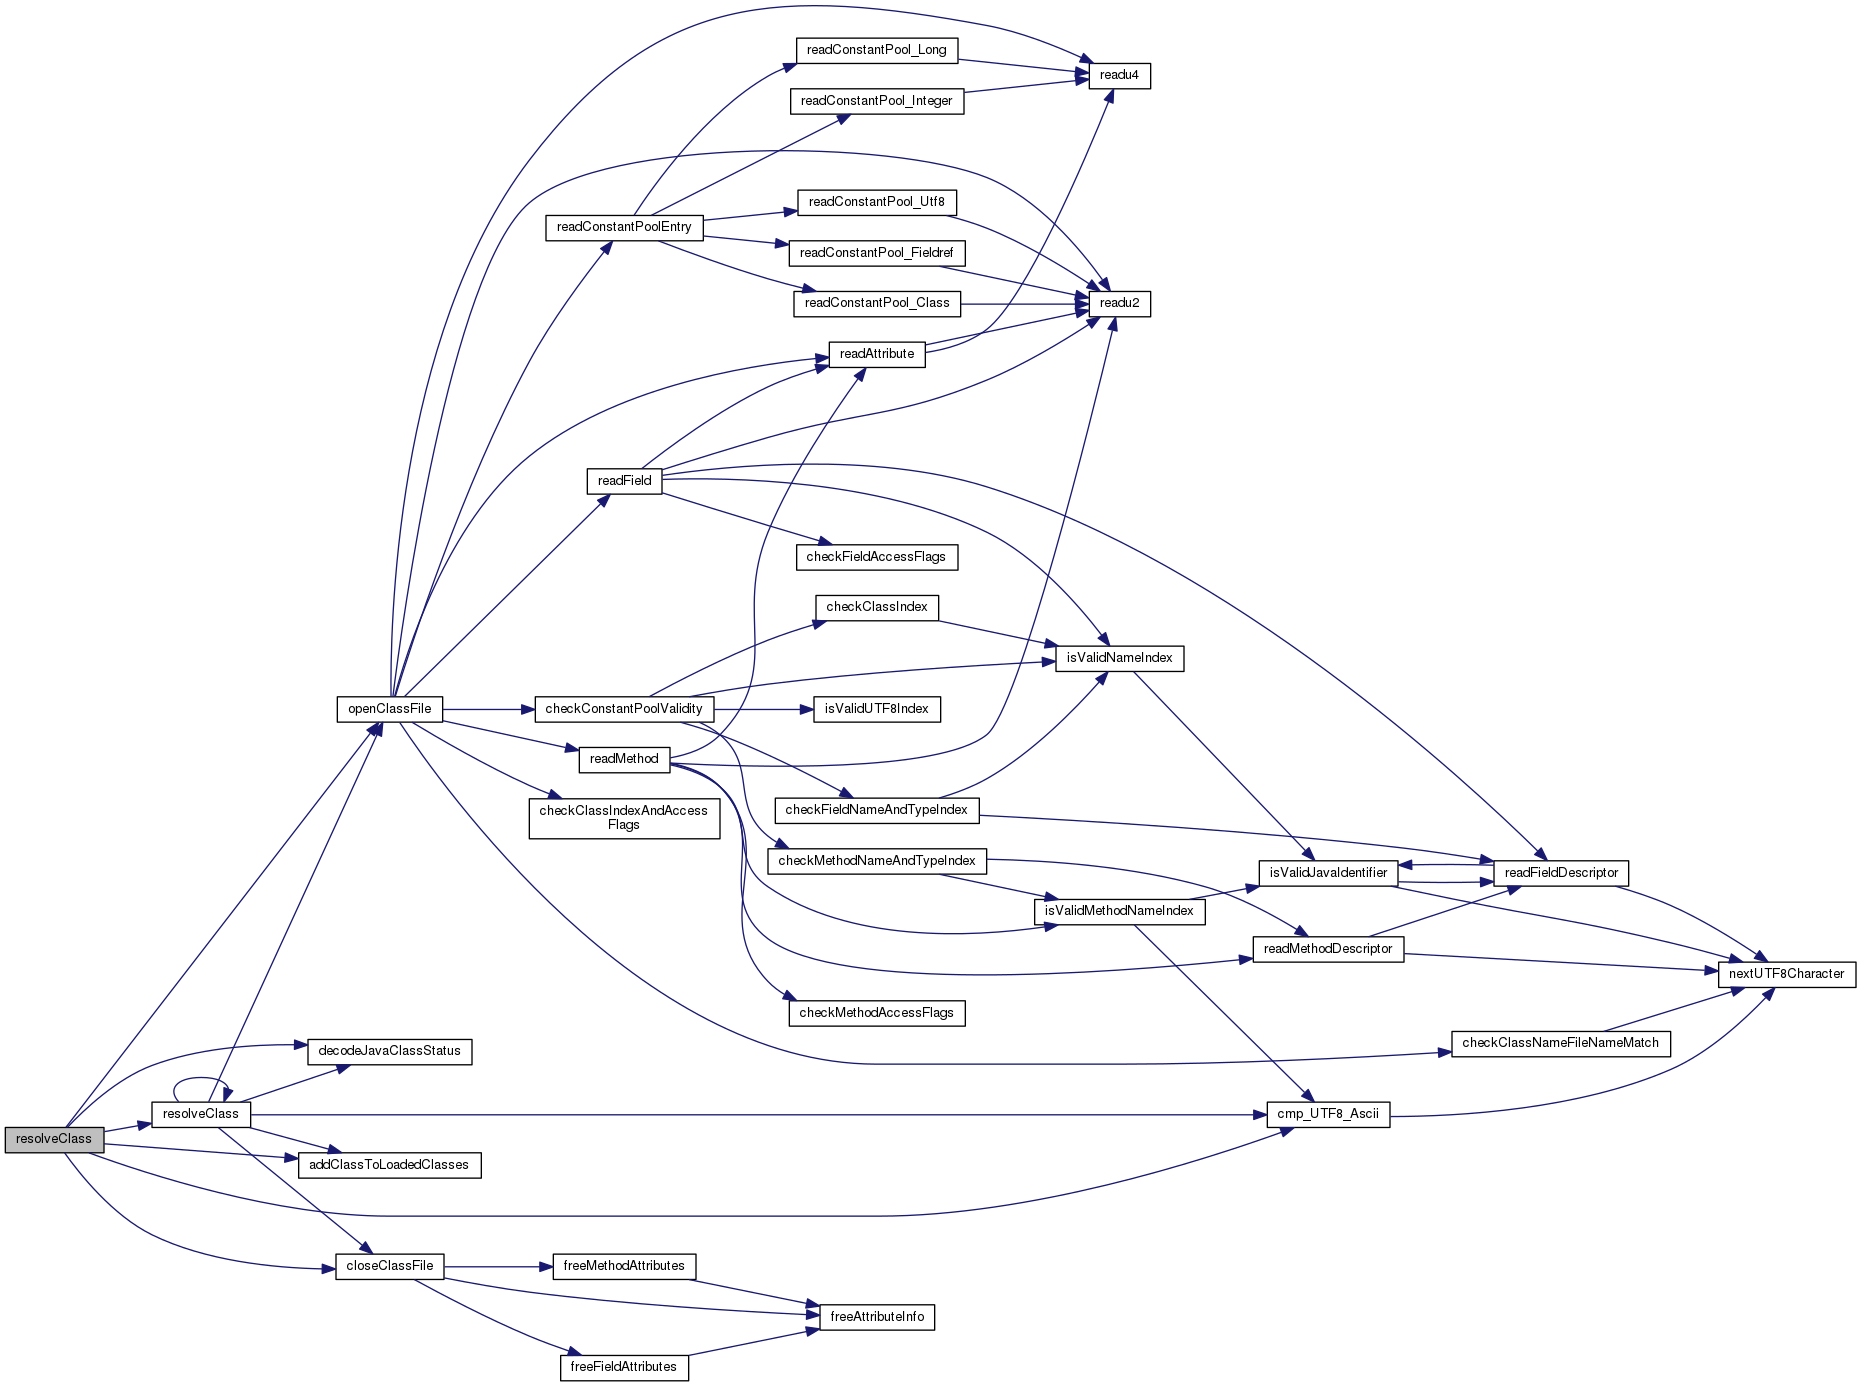 readConstantPool_Long
readu4
readConstantPool_Integer
readConstantPool_Utf8
readConstantPoolEntry
readConstantPool_Fieldref
readConstantPool_Class
readu2
readAttribute
readField
checkFieldAccessFlags
checkClassIndex
isValidNameIndex
openClassFile
checkConstantPoolValidity
isValidUTF8Index
readMethod
checkClassIndexAndAccess
Flags
checkFieldNameAndTypeIndex
checkMethodNameAndTypeIndex
isValidJavaIdentifier
readFieldDescriptor
isValidMethodNameIndex
readMethodDescriptor
nextUTF8Character
checkMethodAccessFlags
checkClassNameFileNameMatch
decodeJavaClassStatus
resolveClass
cmp_UTF8_Ascii
resolveClass
addClassToLoadedClasses
closeClassFile
freeMethodAttributes
freeAttributeInfo
freeFieldAttributes